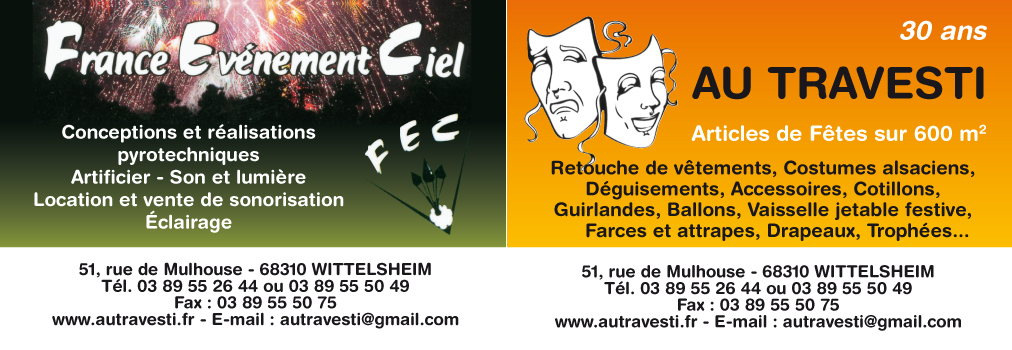 France Evénement Ciel
Conceptions et réalisations
pyrotechniques
Artificier - Son et lumière
Location et vente de sonorisation
Éclairage
FEC
51, rue de Mulhouse - 68310 WITTELSHEIM
Tél. 03 89 55 26 44 ou 03 89 55 50 49
Fax : 03 89 55 50 75
www.autravesti.fr - E-mail : autravesti@gmail.com
30 ans
AU TRAVESTI
Articles de Fêtes sur 600 m²
Retouche de vêtements, Costumes alsaciens,
Déguisements, Accessoires, Cotillons,
Guirlandes, Ballons, Vaisselle jetable festive,
Farces et attrapes, Drapeaux, Trophées...
51, rue de Mulhouse - 68310 WITTELSHEIM
Tél. 03 89 55 26 44 ou 03 89 55 50 49
Fax : 03 89 55 50 75
www.autravesti.fr - E-mail : autravesti@gmail.com